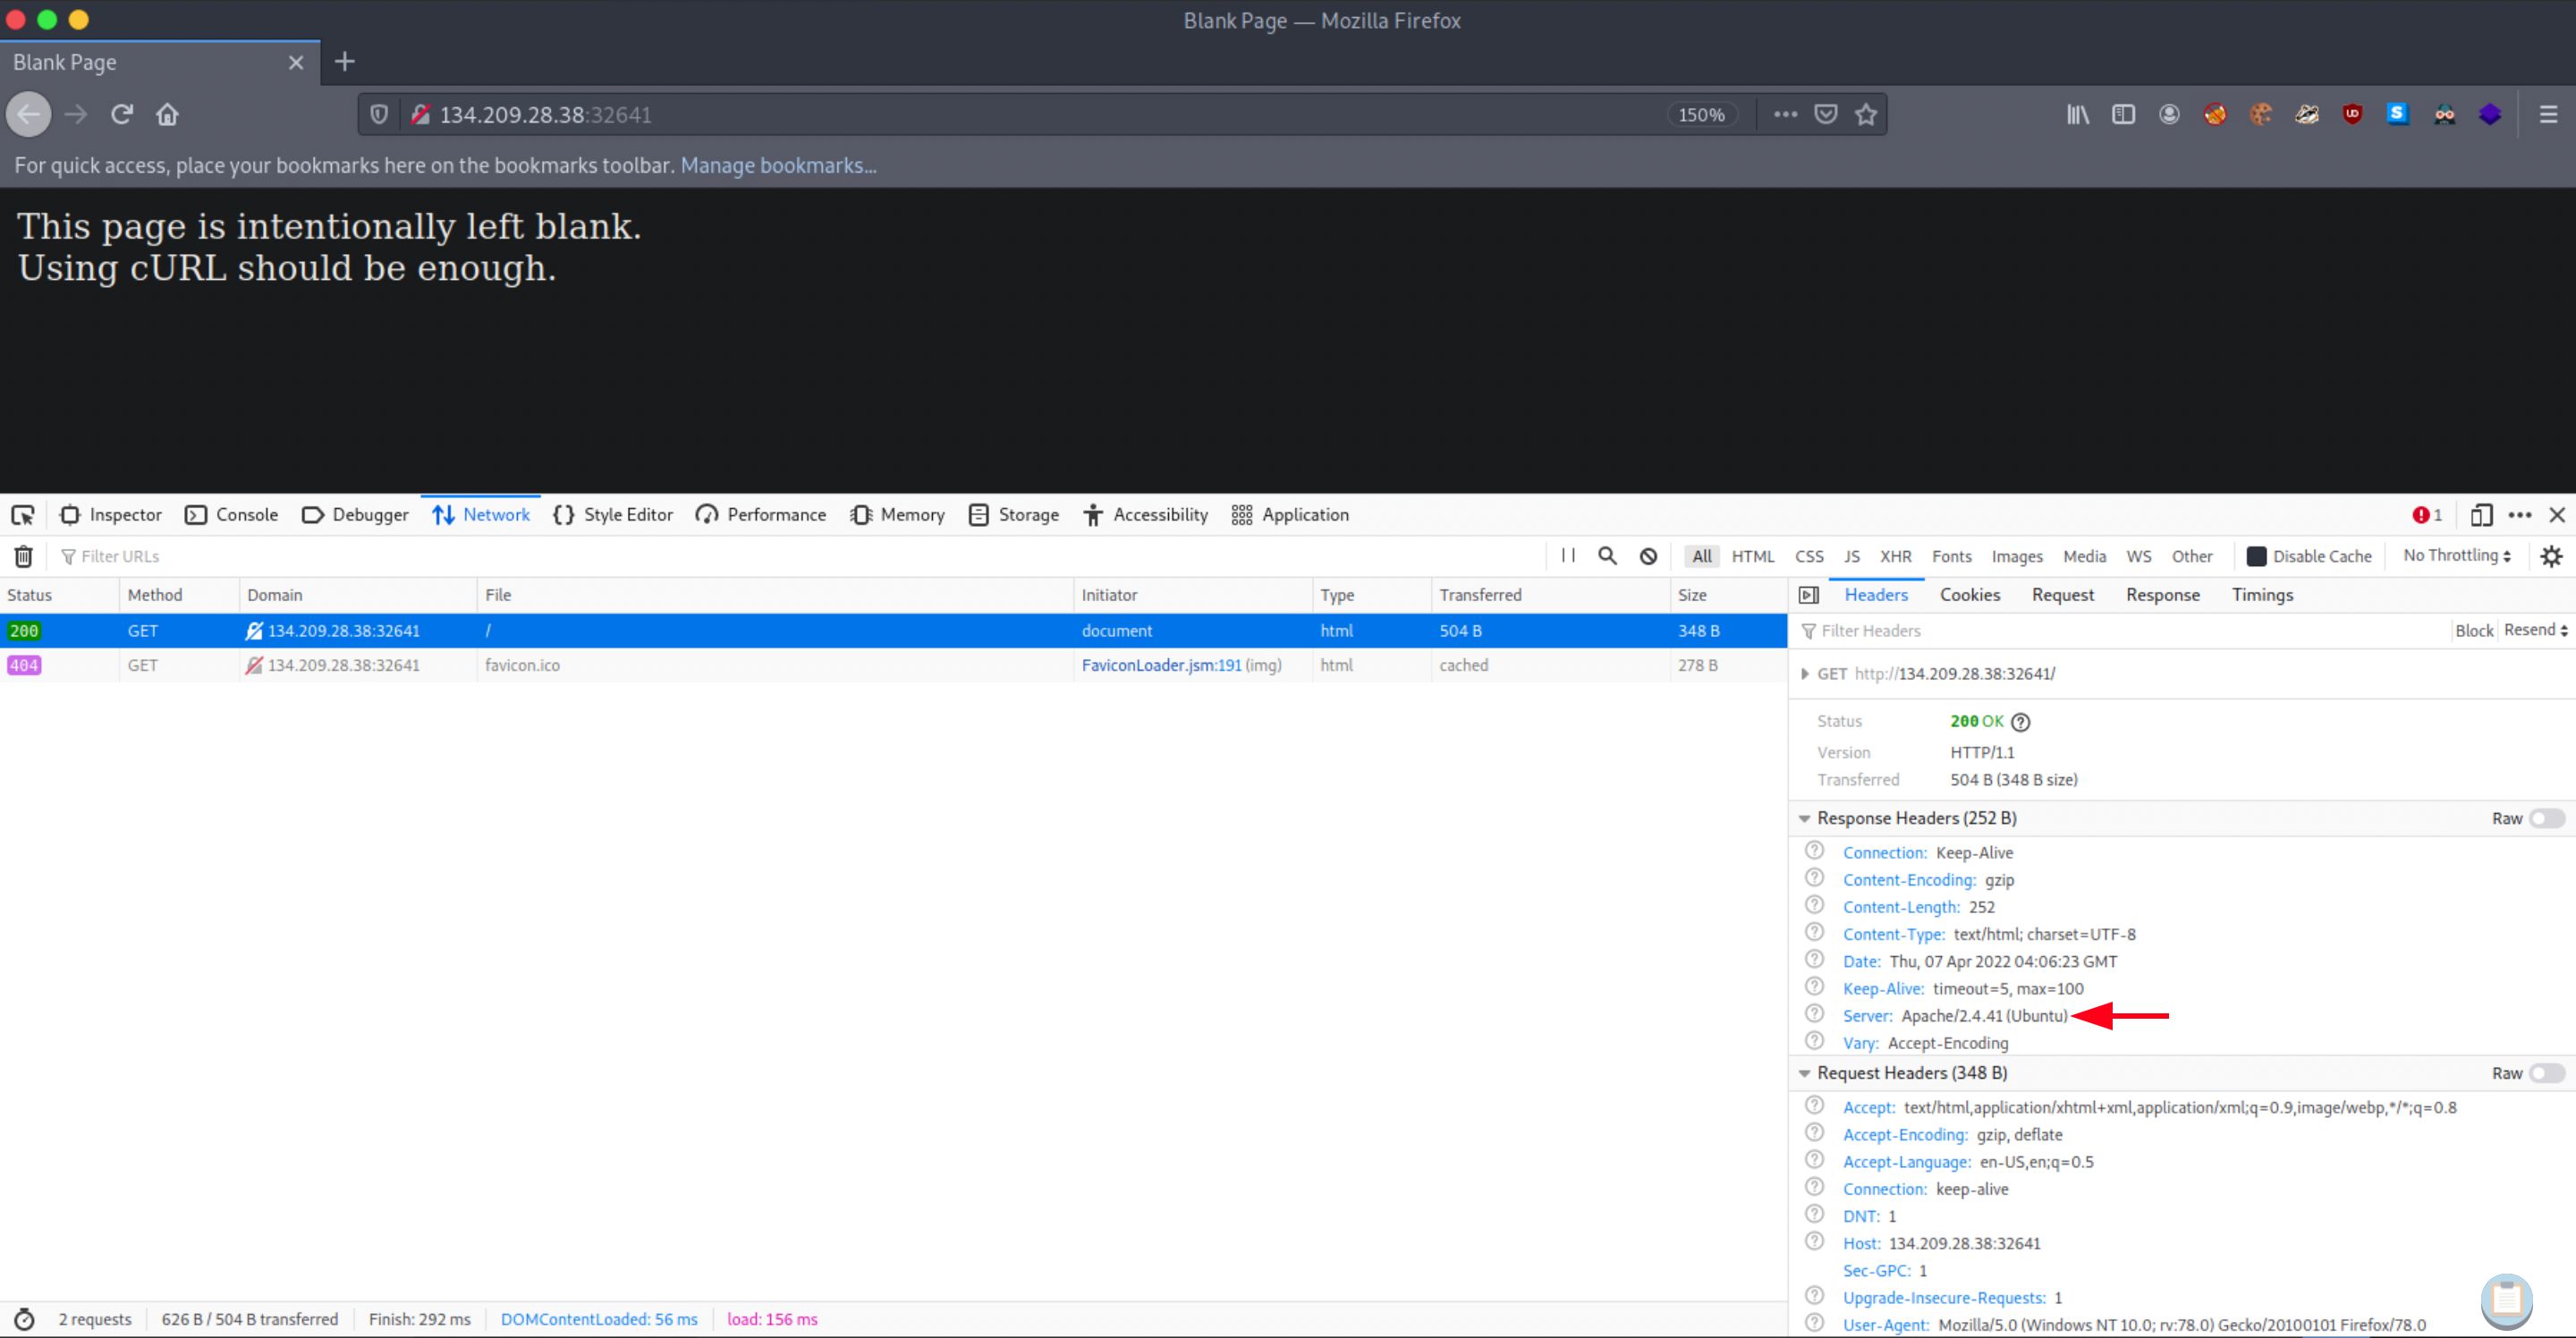 Blank Page — Mozilla Firefox
Blank Page
134.209.28.38:32641
150%
For quick access, place your bookmarks here on the bookmarks toolbar. Manage bookmarks...
This page is intentionally left blank.
Using cURL should be enough.
Inspector Console Debugger Network Style Editor Performance Memory Storage Accessibility Application 1
Filter URLs All HTML CSS JS XHR Fonts Images Media WS Other Disable Cache No Throttling
Status Method Domain File Initiator Type Transferred Size
200 GET 134.209.28.38:32641 / document html 504 B 348 B
404 GET 134.209.28.38:32641 favicon.ico FaviconLoader.jsm:191 (img) html cached 278 B
Headers Cookies Request Response Timings
Filter Headers Block Resend
GET http://134.209.28.38:32641/
Status 200 OK
Version HTTP/1.1
Transferred 504 B (348 B size)
Response Headers (252 B) Raw
Connection: Keep-Alive
Content-Encoding: gzip
Content-Length: 252
Content-Type: text/html; charset=UTF-8
Date: Thu, 07 Apr 2022 04:06:23 GMT
Keep-Alive: timeout=5, max=100
Server: Apache/2.4.41 (Ubuntu)
Vary: Accept-Encoding
Request Headers (348 B) Raw
Accept: text/html,application/xhtml+xml,application/xml;q=0.9,image/webp,*/*;q=0.8
Accept-Encoding: gzip, deflate
Accept-Language: en-US,en;q=0.5
Connection: keep-alive
DNT: 1
Host: 134.209.28.38:32641
Sec-GPC: 1
Upgrade-Insecure-Requests: 1
User-Agent: Mozilla/5.0 (Windows NT 10.0; rv:78.0) Gecko/20100101 Firefox/78.0
2 requests 626 B / 504 B transferred Finish: 292 ms DOMContentLoaded: 56 ms load: 156 ms